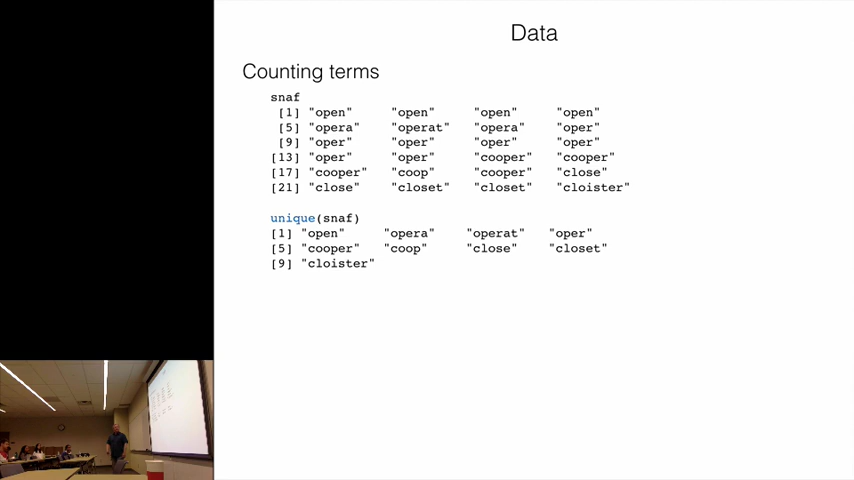 Data
Counting terms
snaf
[1] "open" "open" "open" "open"
[5] "opera" "operat" "opera" "oper"
[9] "oper" "oper" "oper" "oper"
[13] "oper" "oper" "cooper" "cooper"
[17] "cooper" "coop" "cooper" "close"
[21] "close" "closet" "closet" "cloister"
unique(snaf)
[1] "open" "opera" "operat" "oper"
[5] "cooper" "coop" "close" "closet"
[9] "cloister"